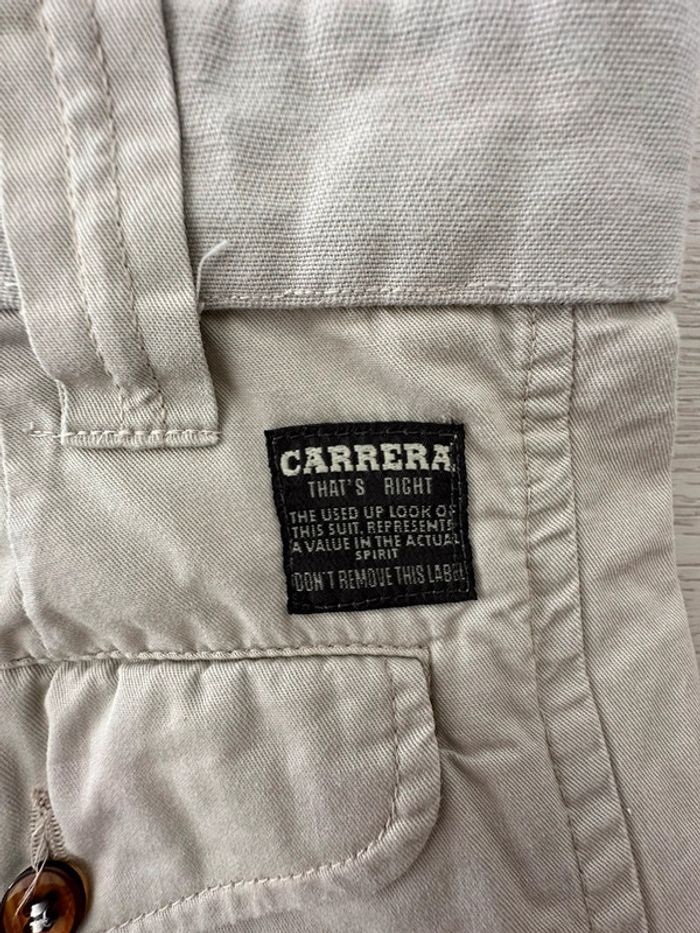 CARRERA
THAT'S RIGHT
THE USED UP LOOK OF
THIS SUIT, REPRESENTS
A VALUE IN THE ACTUAL
SPIRIT
DON'T REMOVE THIS LABEL